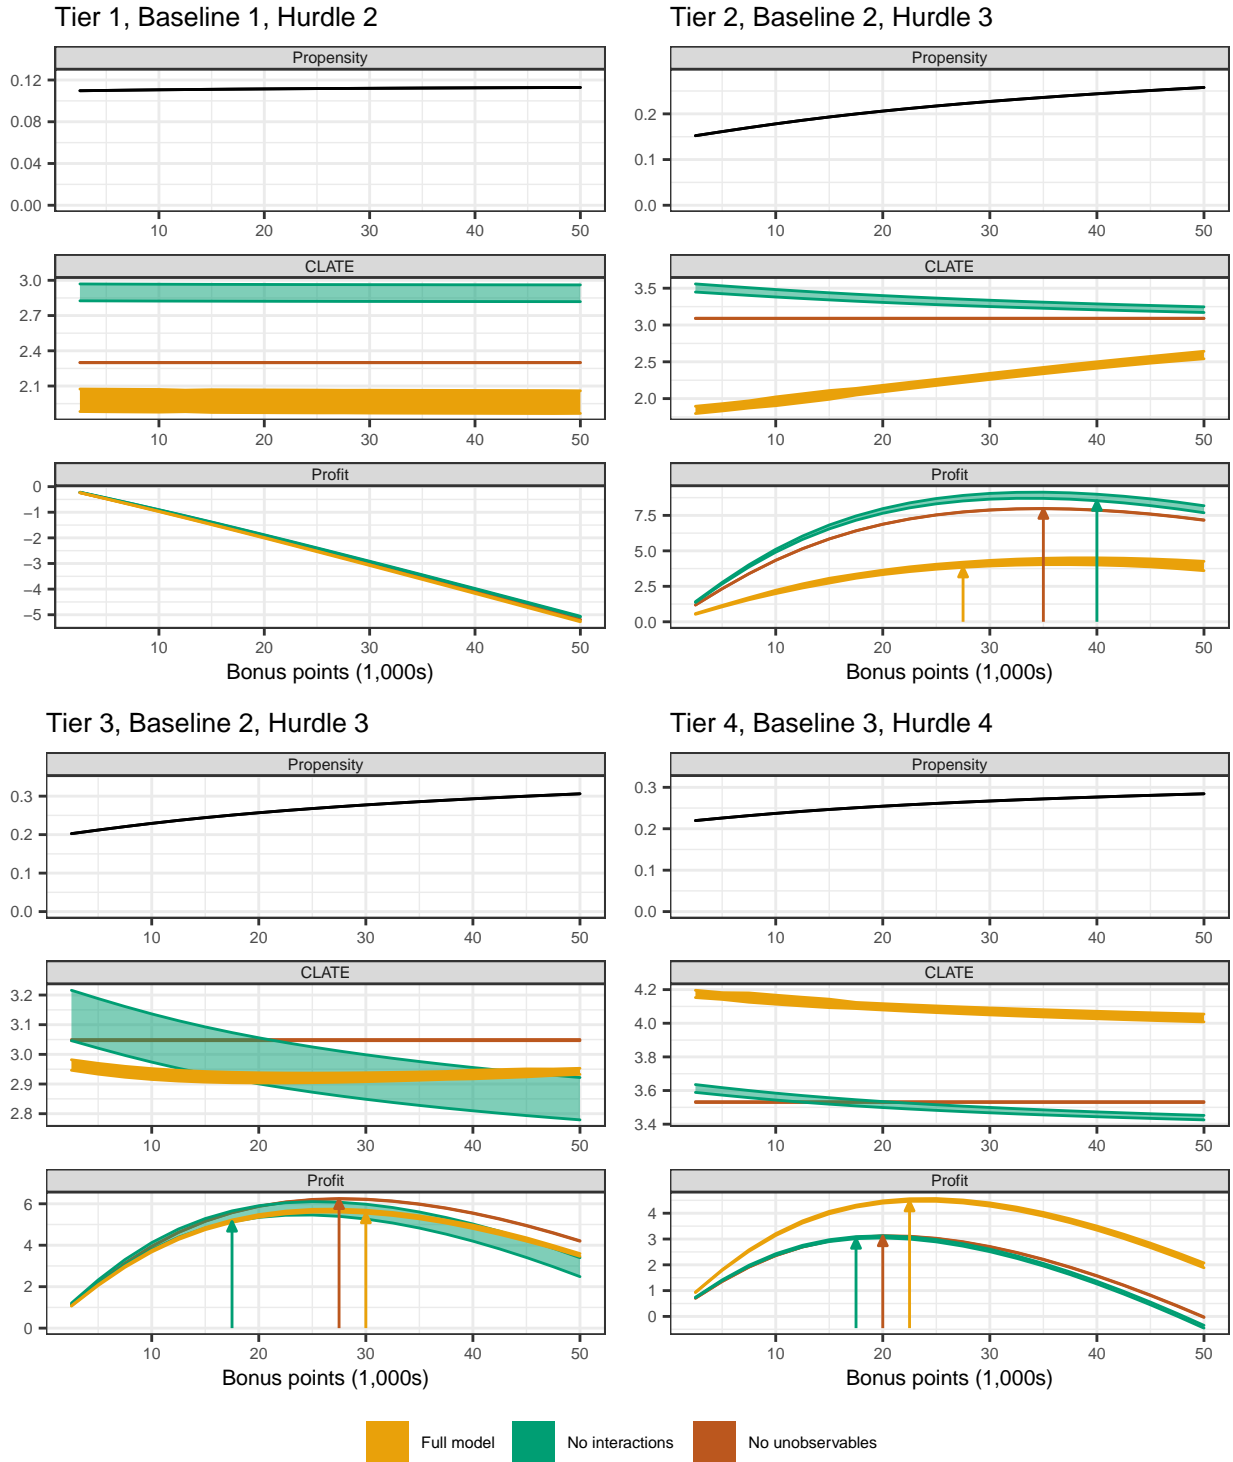 Tier 1, Baseline 1, Hurdle 2
Propensity
0.12
0.08
0.04
0.00
10 20 30 40 50
CLATE
3.0
2.7
2.4
2.1
10 20 30 40 50
Profit
0
−1
−2
−3
−4
−5
10 20 30 40 50
Bonus points (1,000s)
Tier 2, Baseline 2, Hurdle 3
Propensity
0.2
0.1
0.0
10 20 30 40 50
CLATE
3.5
3.0
2.5
2.0
10 20 30 40 50
Profit
7.5
5.0
2.5
0.0
10 20 30 40 50
Bonus points (1,000s)
Tier 3, Baseline 2, Hurdle 3
Propensity
0.3
0.2
0.1
0.0
10 20 30 40 50
CLATE
3.2
3.1
3.0
2.9
2.8
10 20 30 40 50
Profit
6
4
2
0
10 20 30 40 50
Bonus points (1,000s)
Tier 4, Baseline 3, Hurdle 4
Propensity
0.3
0.2
0.1
0.0
10 20 30 40 50
CLATE
4.2
4.0
3.8
3.6
3.4
10 20 30 40 50
Profit
4
3
2
1
0
10 20 30 40 50
Bonus points (1,000s)
Full model No interactions No unobservables